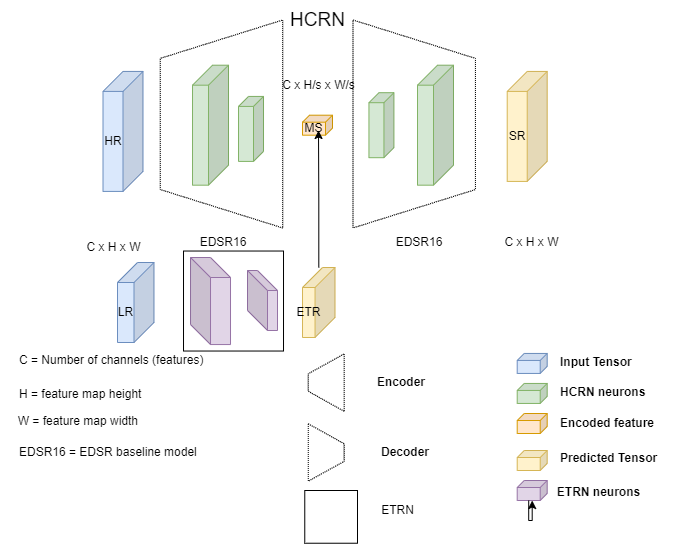 HCRN
C x H/s x W/s
HR
MS
SR
C x H x W
EDSR16
EDSR16
C x H x W
LR
ETR
C = Number of channels (features)
H = feature map height
W = feature map width
EDSR16 = EDSR baseline model
Encoder
Decoder
ETRN
Input Tensor
HCRN neurons
Encoded feature
Predicted Tensor
ETRN neurons